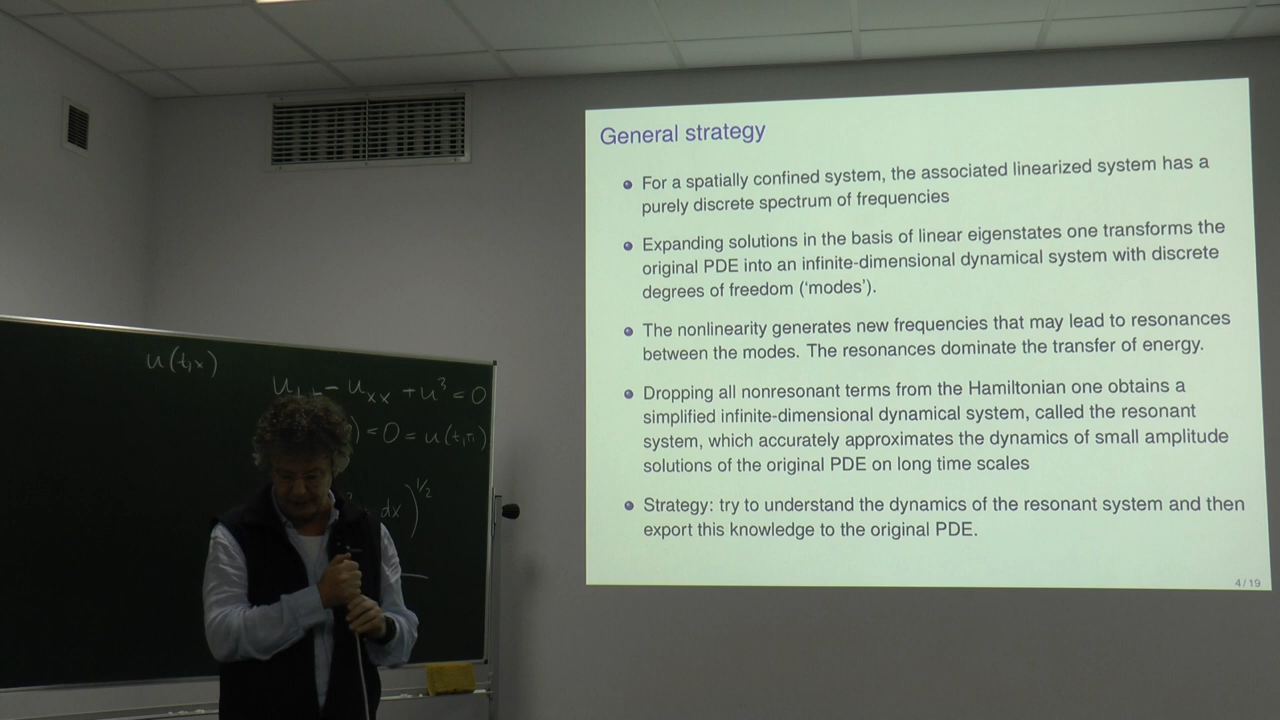 General strategy
For a spatially confined system, the associated linearized system has a
purely discrete spectrum of frequencies
Expanding solutions in the basis of linear eigenstates one transforms the
original PDE into an infinite-dimensional dynamical system with discrete
degrees of freedom (‘modes’).
The nonlinearity generates new frequencies that may lead to resonances
between the modes. The resonances dominate the transfer of energy.
Dropping all nonresonant terms from the Hamiltonian one obtains a
simplified infinite-dimensional dynamical system, called the resonant
system, which accurately approximates the dynamics of small amplitude
solutions of the original PDE on long time scales
Strategy: try to understand the dynamics of the resonant system and then
export this knowledge to the original PDE.
4/19
u(t,x)
- u_xx + u³ = 0
) = 0 = u(t,π)
dx)^1/2